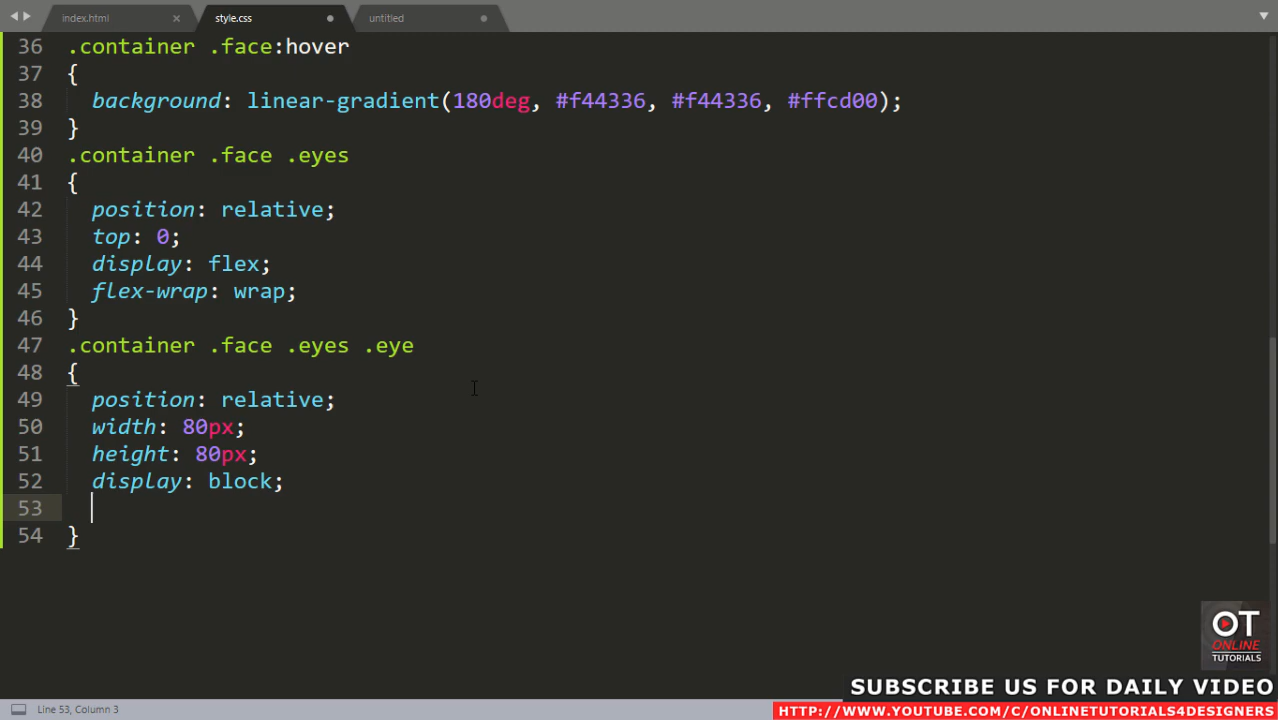 index.html × style.css untitled
36 .container .face:hover
37 {
38 background: linear-gradient(180deg, #f44336, #f44336, #ffcd00);
39 }
40 .container .face .eyes
41 {
42 position: relative;
43 top: 0;
44 display: flex;
45 flex-wrap: wrap;
46 }
47 .container .face .eyes .eye
48 {
49 position: relative;
50 width: 80px;
51 height: 80px;
52 display: block;
53
54 }
OT
ONLINE
TUTORIALS
SUBSCRIBE US FOR DAILY VIDEO
Line 53, Column 3
HTTP://WWW.YOUTUBE.COM/C/ONLINETUTORIALS4DESIGNERS